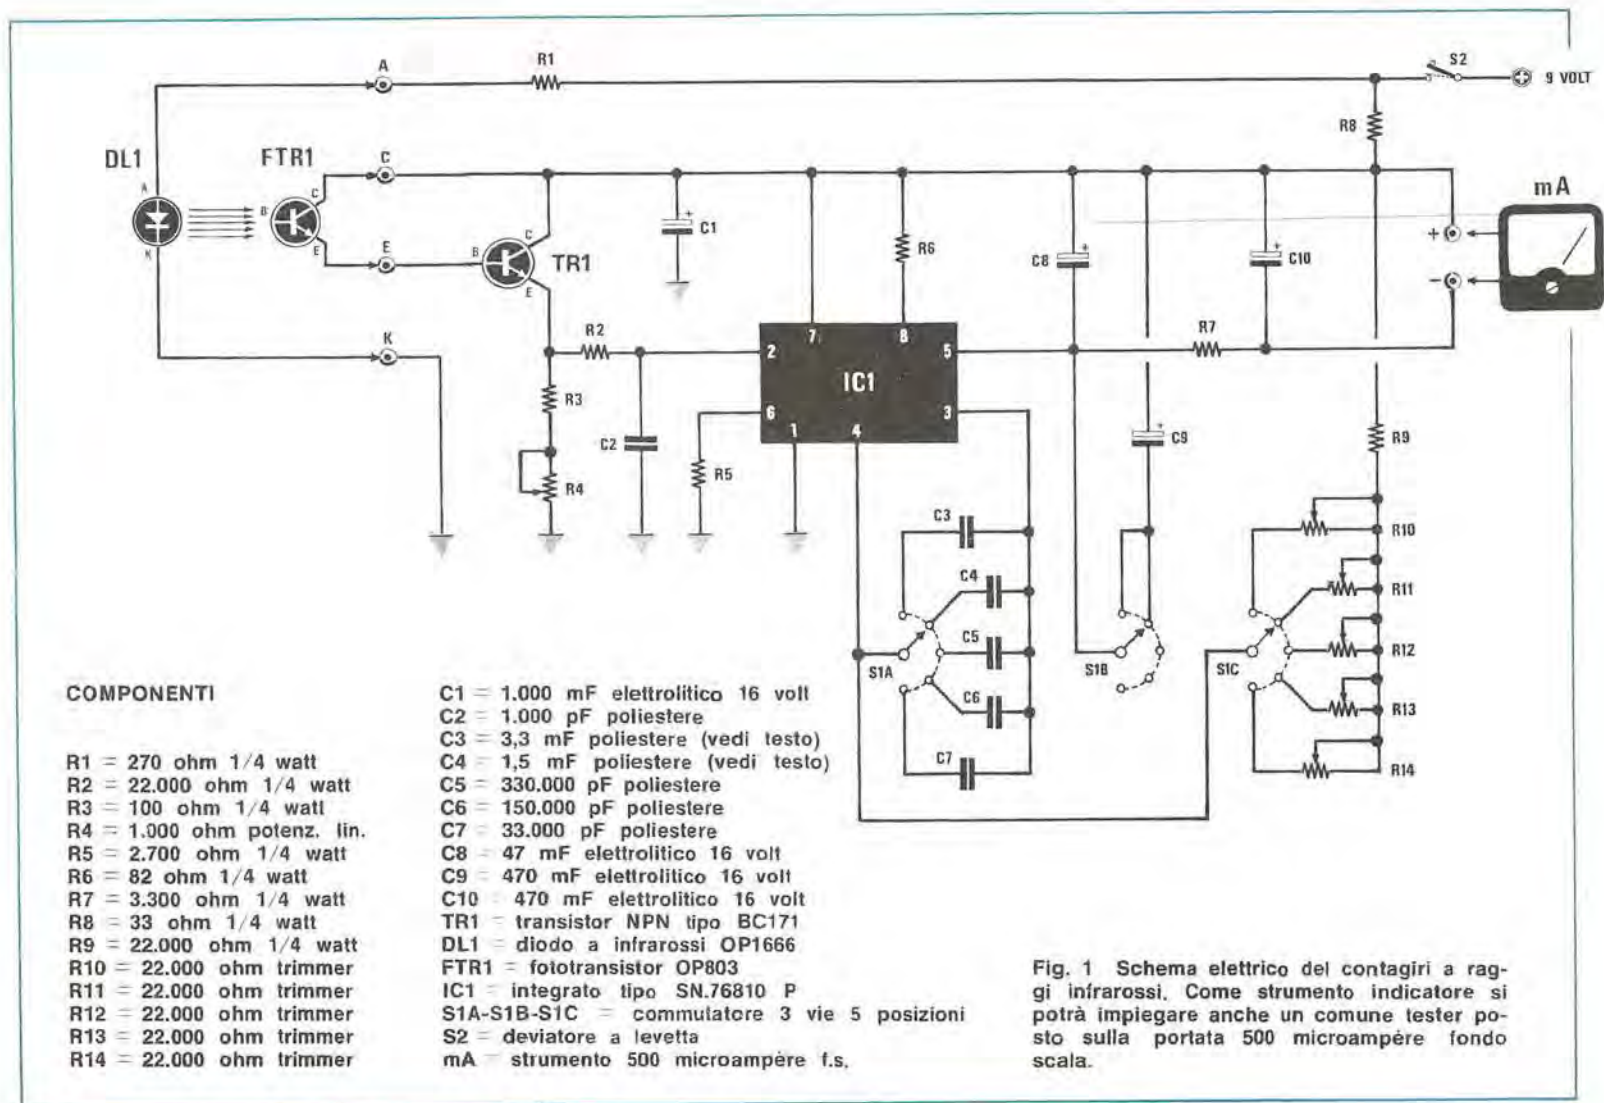 A
R1
S2
9 VOLT
R8
DL1
FTR1
C
mA
A
C
B
C1
+
R6
C8
+
C10
+
+
K
E
E
B
C
TR1
E
−
K
R2
7
8
R7
2
5
IC1
R3
6
3
C2
1
4
C9
+
R9
R5
R4
C3
R10
C4
R11
C5
S1A
S1B
S1C
R12
C6
R13
C7
R14
COMPONENTI
R1 = 270 ohm 1/4 watt
R2 = 22.000 ohm 1/4 watt
R3 = 100 ohm 1/4 watt
R4 = 1.000 ohm potenz. lin.
R5 = 2.700 ohm 1/4 watt
R6 = 82 ohm 1/4 watt
R7 = 3.300 ohm 1/4 watt
R8 = 33 ohm 1/4 watt
R9 = 22.000 ohm 1/4 watt
R10 = 22.000 ohm trimmer
R11 = 22.000 ohm trimmer
R12 = 22.000 ohm trimmer
R13 = 22.000 ohm trimmer
R14 = 22.000 ohm trimmer
C1 = 1.000 mF elettrolitico 16 volt
C2 = 1.000 pF poliestere
C3 = 3,3 mF poliestere (vedi testo)
C4 = 1,5 mF poliestere (vedi testo)
C5 = 330.000 pF poliestere
C6 = 150.000 pF poliestere
C7 = 33.000 pF poliestere
C8 = 47 mF elettrolitico 16 volt
C9 = 470 mF elettrolitico 16 volt
C10 = 470 mF elettrolitico 16 volt
TR1 = transistor NPN tipo BC171
DL1 = diodo a infrarossi OP1666
FTR1 = fototransistor OP803
IC1 = integrato tipo SN.76810 P
S1A-S1B-S1C = commutatore 3 vie 5 posizioni
S2 = deviatore a levetta
mA = strumento 500 microampère f.s.
Fig. 1 Schema elettrico del contagiri a rag-
gi infrarossi. Come strumento indicatore si
potrà impiegare anche un comune tester po-
sto sulla portata 500 microampère fondo
scala.